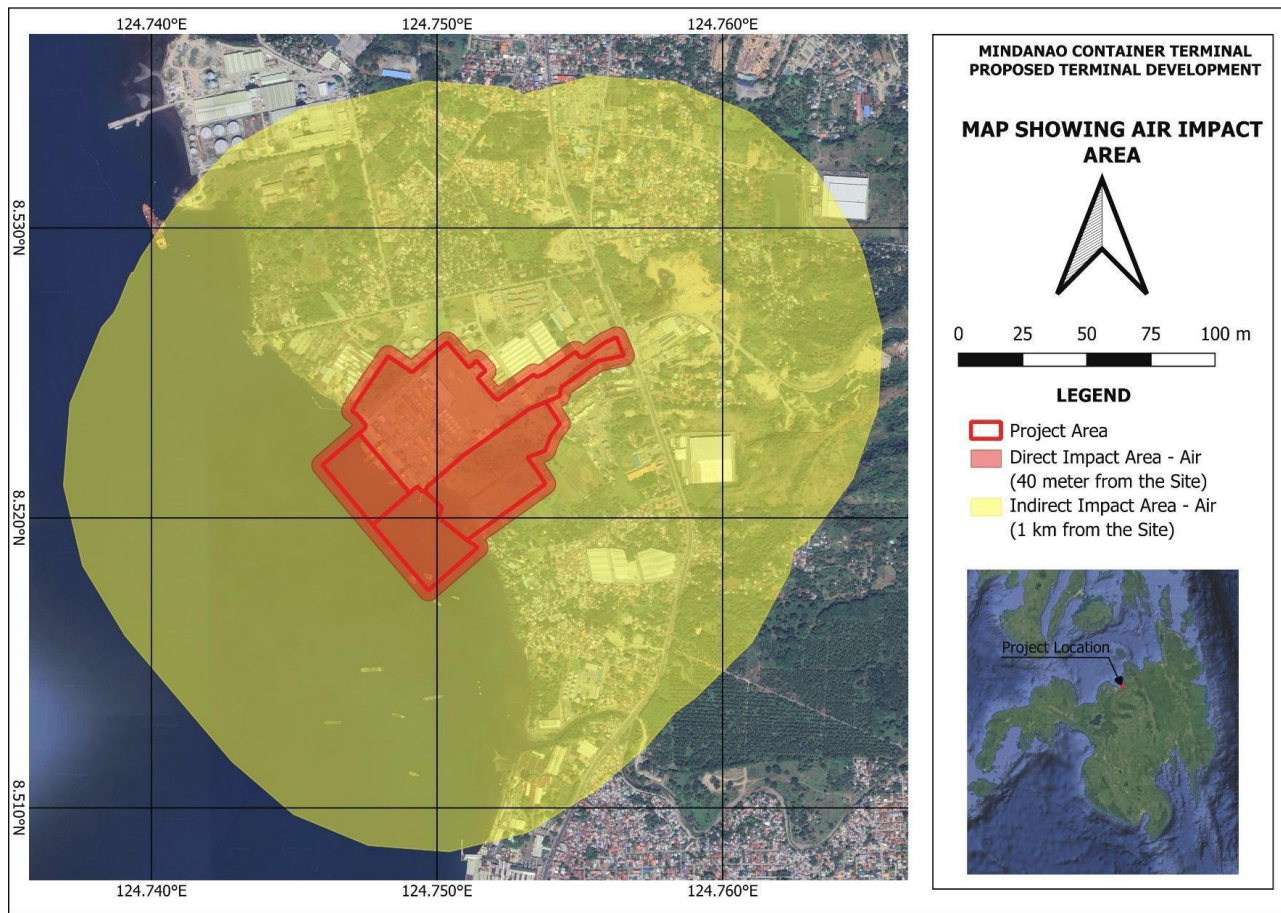 124.740°E 124.750°E 124.760°E
8.530°N
8.520°N
8.510°N
124.740°E 124.750°E 124.760°E
MINDANAO CONTAINER TERMINAL
PROPOSED TERMINAL DEVELOPMENT
MAP SHOWING AIR IMPACT
AREA
0 25 50 75 100 m
LEGEND
Project Area
Direct Impact Area - Air
(40 meter from the Site)
Indirect Impact Area - Air
(1 km from the Site)
Project Location